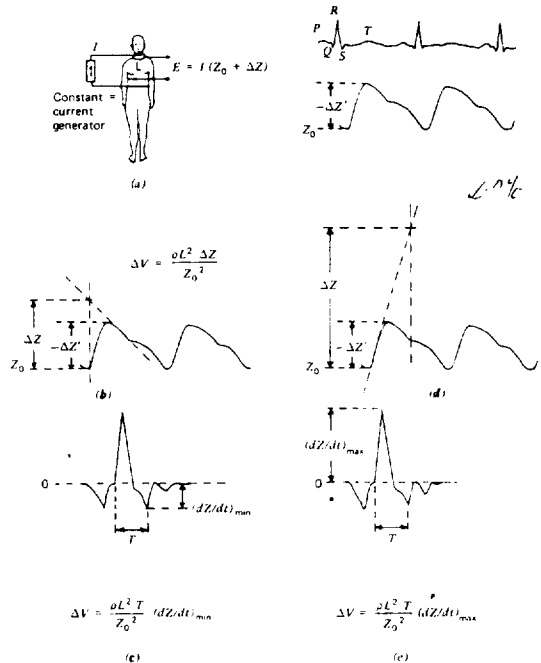 I
L
E = I (Z₀ + ΔZ)
Constant = current generator
(a)
R
P
T
Q
S
−ΔZ'
Z₀
ΔV = ρL² ΔZ / Z₀²
ΔZ
−ΔZ'
Z₀
(b)
ΔZ
−ΔZ'
Z₀
(d)
0
(dZ/dt)min
T
ΔV = ρL² T / Z₀² (dZ/dt)min
(c)
(dZ/dt)max
0
T
ΔV = ρL² T / Z₀² (dZ/dt)max
(e)